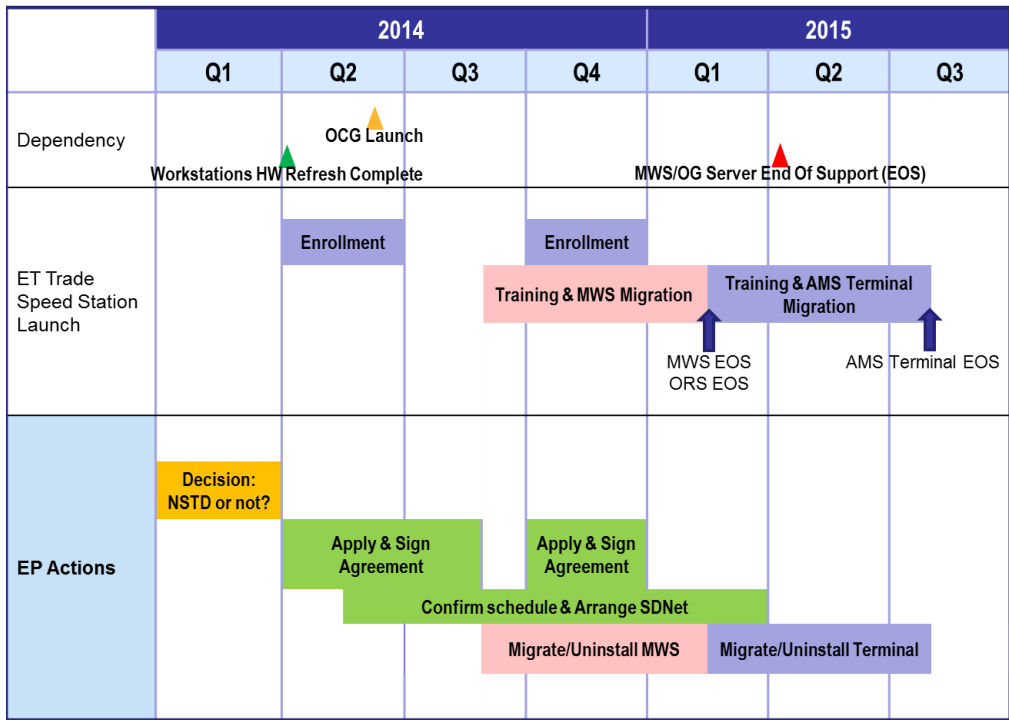 2014
2015
Q1
Q2
Q3
Q4
Q1
Q2
Q3
Dependency
OCG Launch
Workstations HW Refresh Complete
MWS/OG Server End Of Support (EOS)
ET Trade
Speed Station
Launch
Enrollment
Enrollment
Training & MWS Migration
Training & AMS Terminal
Migration
MWS EOS
ORS EOS
AMS Terminal EOS
EP Actions
Decision:
NSTD or not?
Apply & Sign
Agreement
Apply & Sign
Agreement
Confirm schedule & Arrange SDNet
Migrate/Uninstall MWS
Migrate/Uninstall Terminal